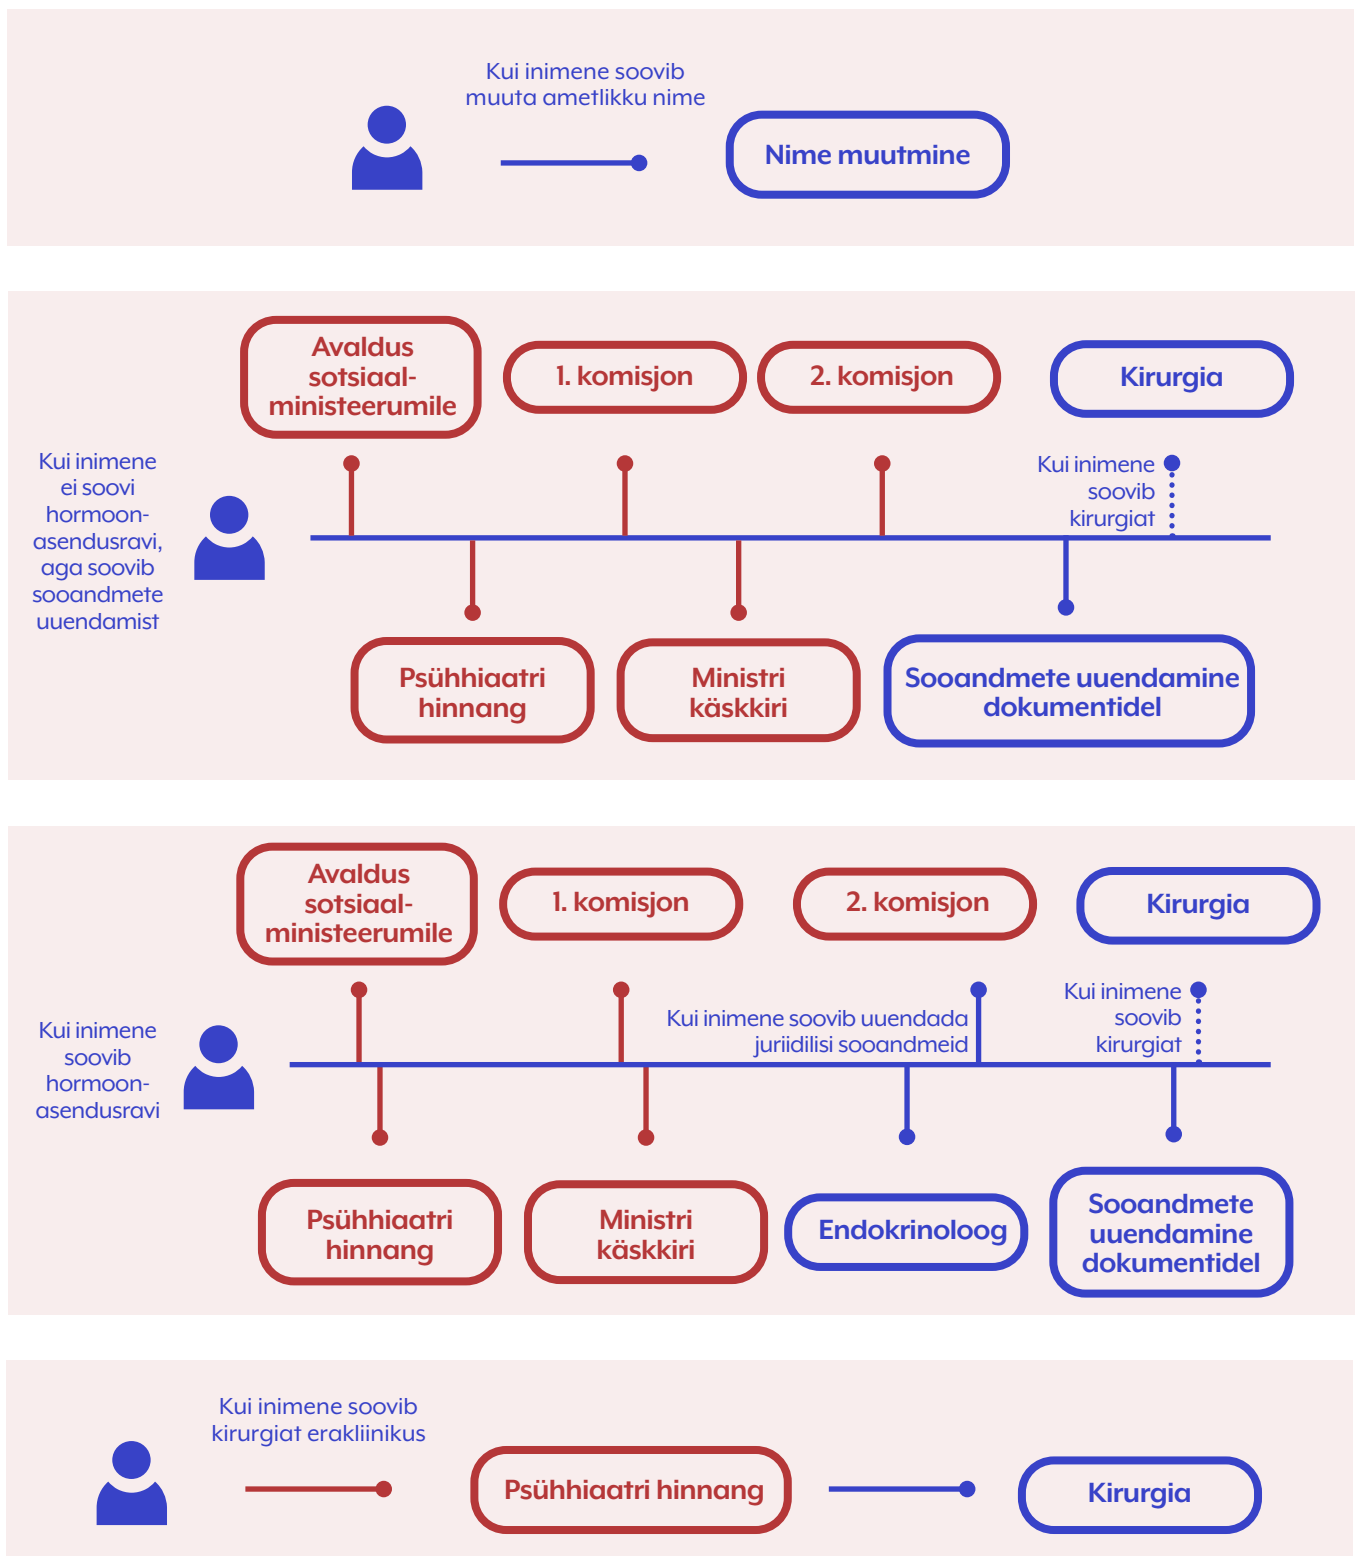 Kui inimene soovib
muuta ametlikku nime
Nime muutmine
Avaldus
sotsiaal-
ministeerumile
1. komisjon
2. komisjon
Kirurgia
Kui inimene
ei soovi
hormoon-
asendusravi,
aga soovib
sooandmete
uuendamist
Kui inimene
soovib
kirurgiat
Psühhiaatri
hinnang
Ministri
käskkiri
Sooandmete uuendamine
dokumentidel
Avaldus
sotsiaal-
ministeerumile
1. komisjon
2. komisjon
Kirurgia
Kui inimene
soovib
hormoon-
asendusravi
Kui inimene soovib uuendada
juriidilisi sooandmeid
Kui inimene
soovib
kirurgiat
Psühhiaatri
hinnang
Ministri
käskkiri
Endokrinoloog
Sooandmete
uuendamine
dokumentidel
Kui inimene soovib
kirurgiat erakliinikus
Psühhiaatri hinnang
Kirurgia